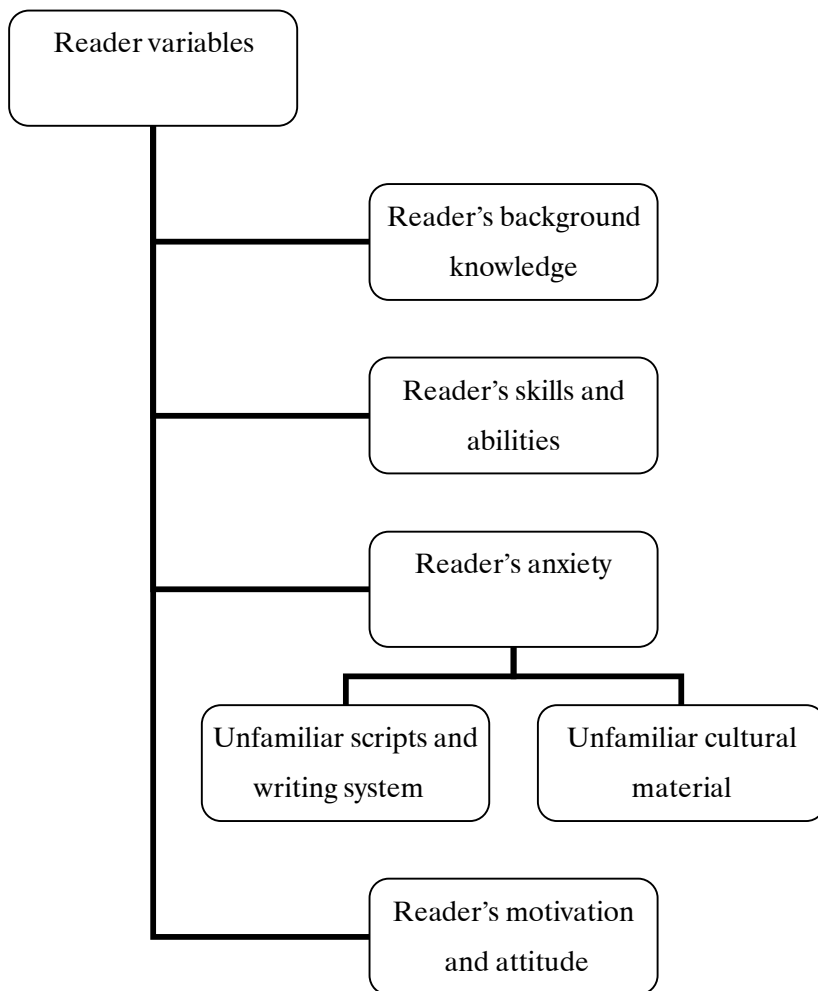 Reader variables
Reader’s background
knowledge
Reader’s skills and
abilities
Reader’s anxiety
Unfamiliar scripts and
writing system
Unfamiliar cultural
material
Reader’s motivation
and attitude